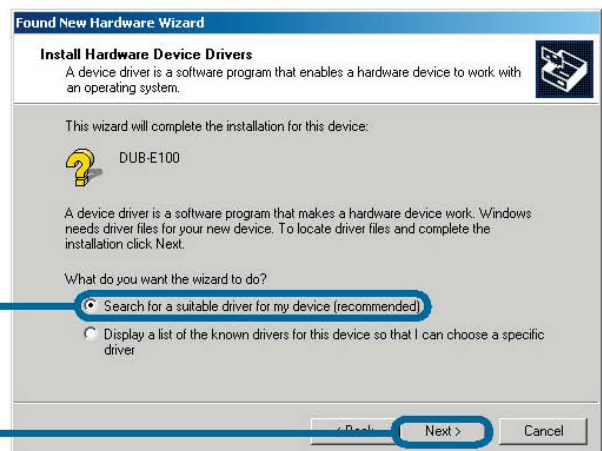 Found New Hardware Wizard
Install Hardware Device Drivers
A device driver is a software program that enables a hardware device to work with
an operating system.
This wizard will complete the installation for this device:
DUB-E100
A device driver is a software program that makes a hardware device work. Windows
needs driver files for your new device. To locate driver files and complete the
installation click Next.
What do you want the wizard to do?
Search for a suitable driver for my device (recommended)
Display a list of the known drivers for this device so that I can choose a specific
driver
Next > Cancel